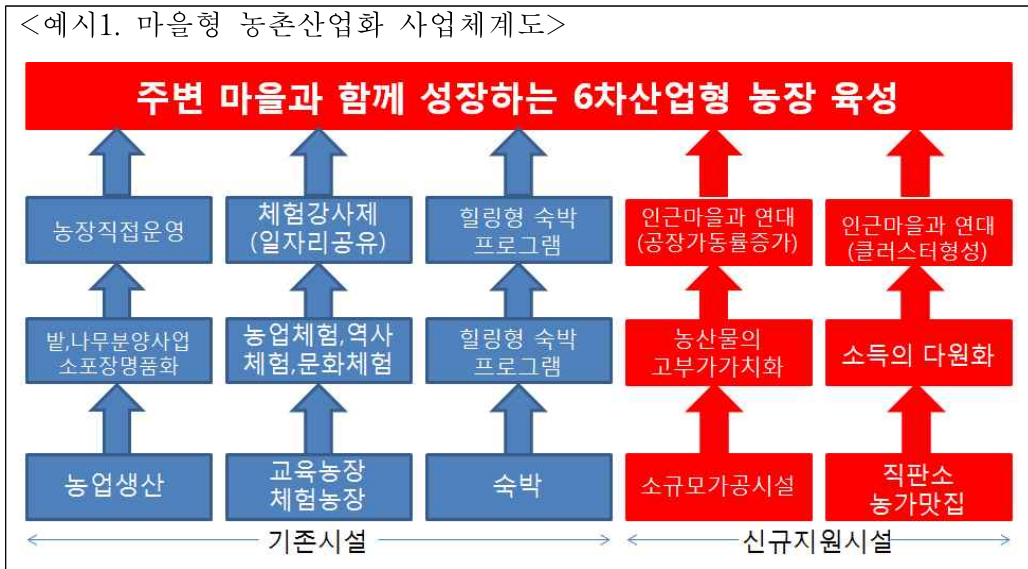 <예시1. 마을형 농촌산업화 사업체계도>
주변 마을과 함께 성장하는 6차산업형 농장 육성
농장직접운영
체험강사제
(일자리공유)
힐링형 숙박
프로그램
인근마을과 연대
(공장가동률증가)
인근마을과 연대
(클러스터형성)
밭,나무분양사업
소포장명품화
농업체험,역사
체험,문화체험
힐링형 숙박
프로그램
농산물의
고부가가치화
소득의 다원화
농업생산
교육농장
체험농장
숙박
소규모가공시설
직판소
농가맛집
기존시설
신규지원시설